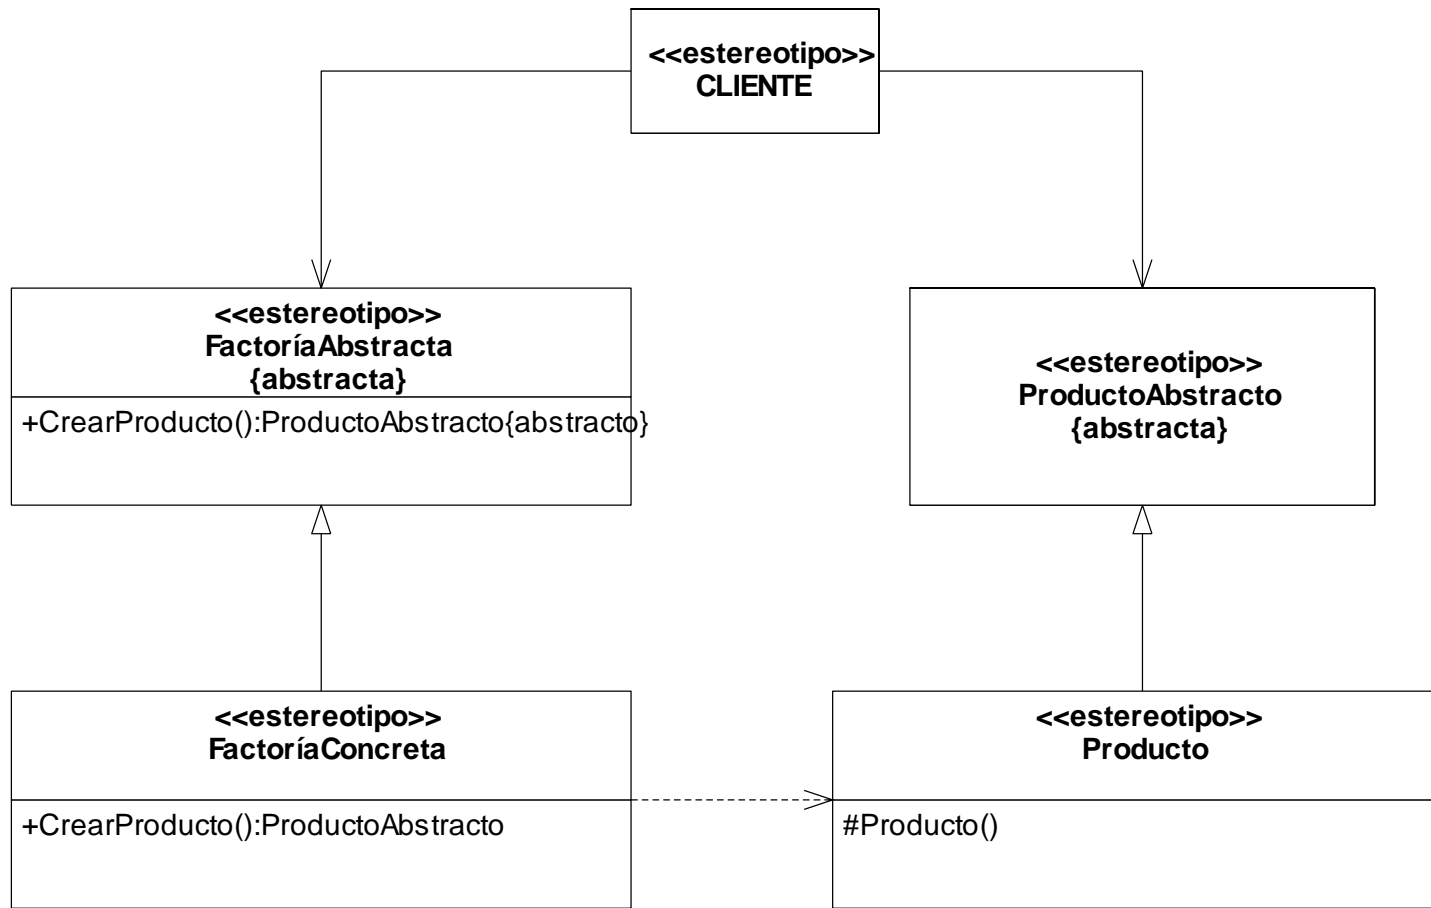 <<estereotipo>>
CLIENTE
<<estereotipo>>
FactoríaAbstracta
{abstracta}
+CrearProducto():ProductoAbstracto{abstracto}
<<estereotipo>>
ProductoAbstracto
{abstracta}
<<estereotipo>>
FactoríaConcreta
+CrearProducto():ProductoAbstracto
<<estereotipo>>
Producto
#Producto()